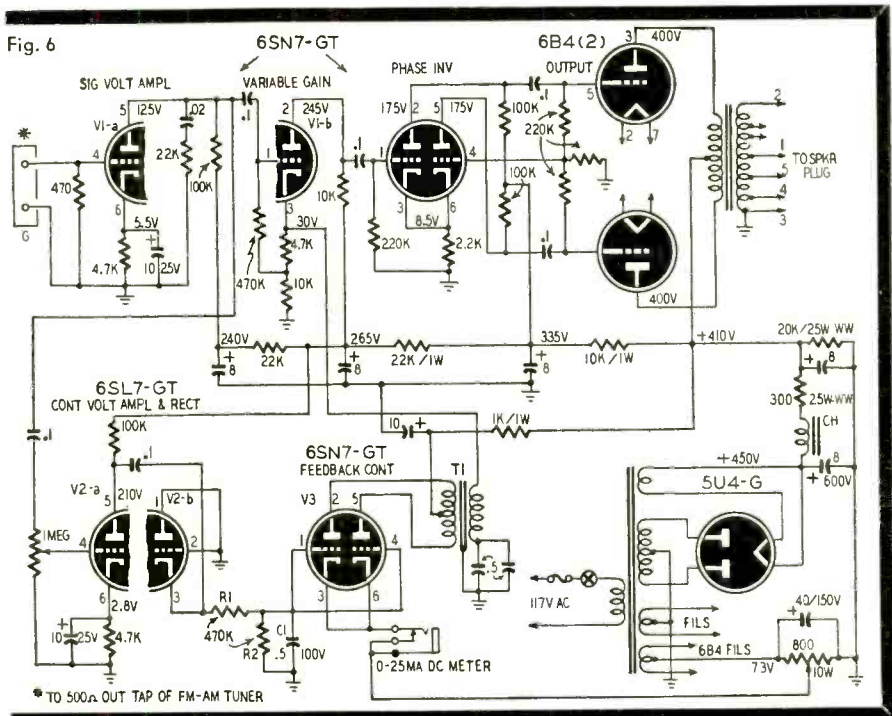 Fig. 6
6SN7-GT
6B4(2)
3
400V
SIG VOLT AMPL
VARIABLE GAIN
PHASE INV
OUTPUT
5
125V
.02
.1
2
245V
175V
2
5
175V
.1
5
2
7
V1-a
V1-b
100K
220K
2
*
4
22K
1
.1
1
4
1
TO SPKR
5
PLUG
470
100K
10K
100K
4
3
6
3
3
6
G
5.5V
30V
8.5V
4.7K
+
10
25V
4.7K
220K
2.2K
.1
470K
10K
400V
240V
265V
335V
+410V
20K/25W WW
+
8
22K
+
8
22K/1W
+
8
10K/1W
+
8
6SL7-GT
CONT VOLT AMPL & RECT
300
25W-WW
100K
10
+
1K/1W
CH
.1
.1
6SN7-GT
FEEDBACK CONT
T1
+450V
8
+
600V
5U4-G
V2-a
5
210V
1
V2-b
V3
2
5
1MEG
4
2
1
4
6
3
3
6
.5
2.8V
R1
117V AC
10
+
25V
4.7K
470K
R2
C1
.5
100V
FILS
40/150V
+
6B4 FILS
800
73V
10W
0-25MA DC METER
* TO 500Ω OUT TAP OF FM-AM TUNER